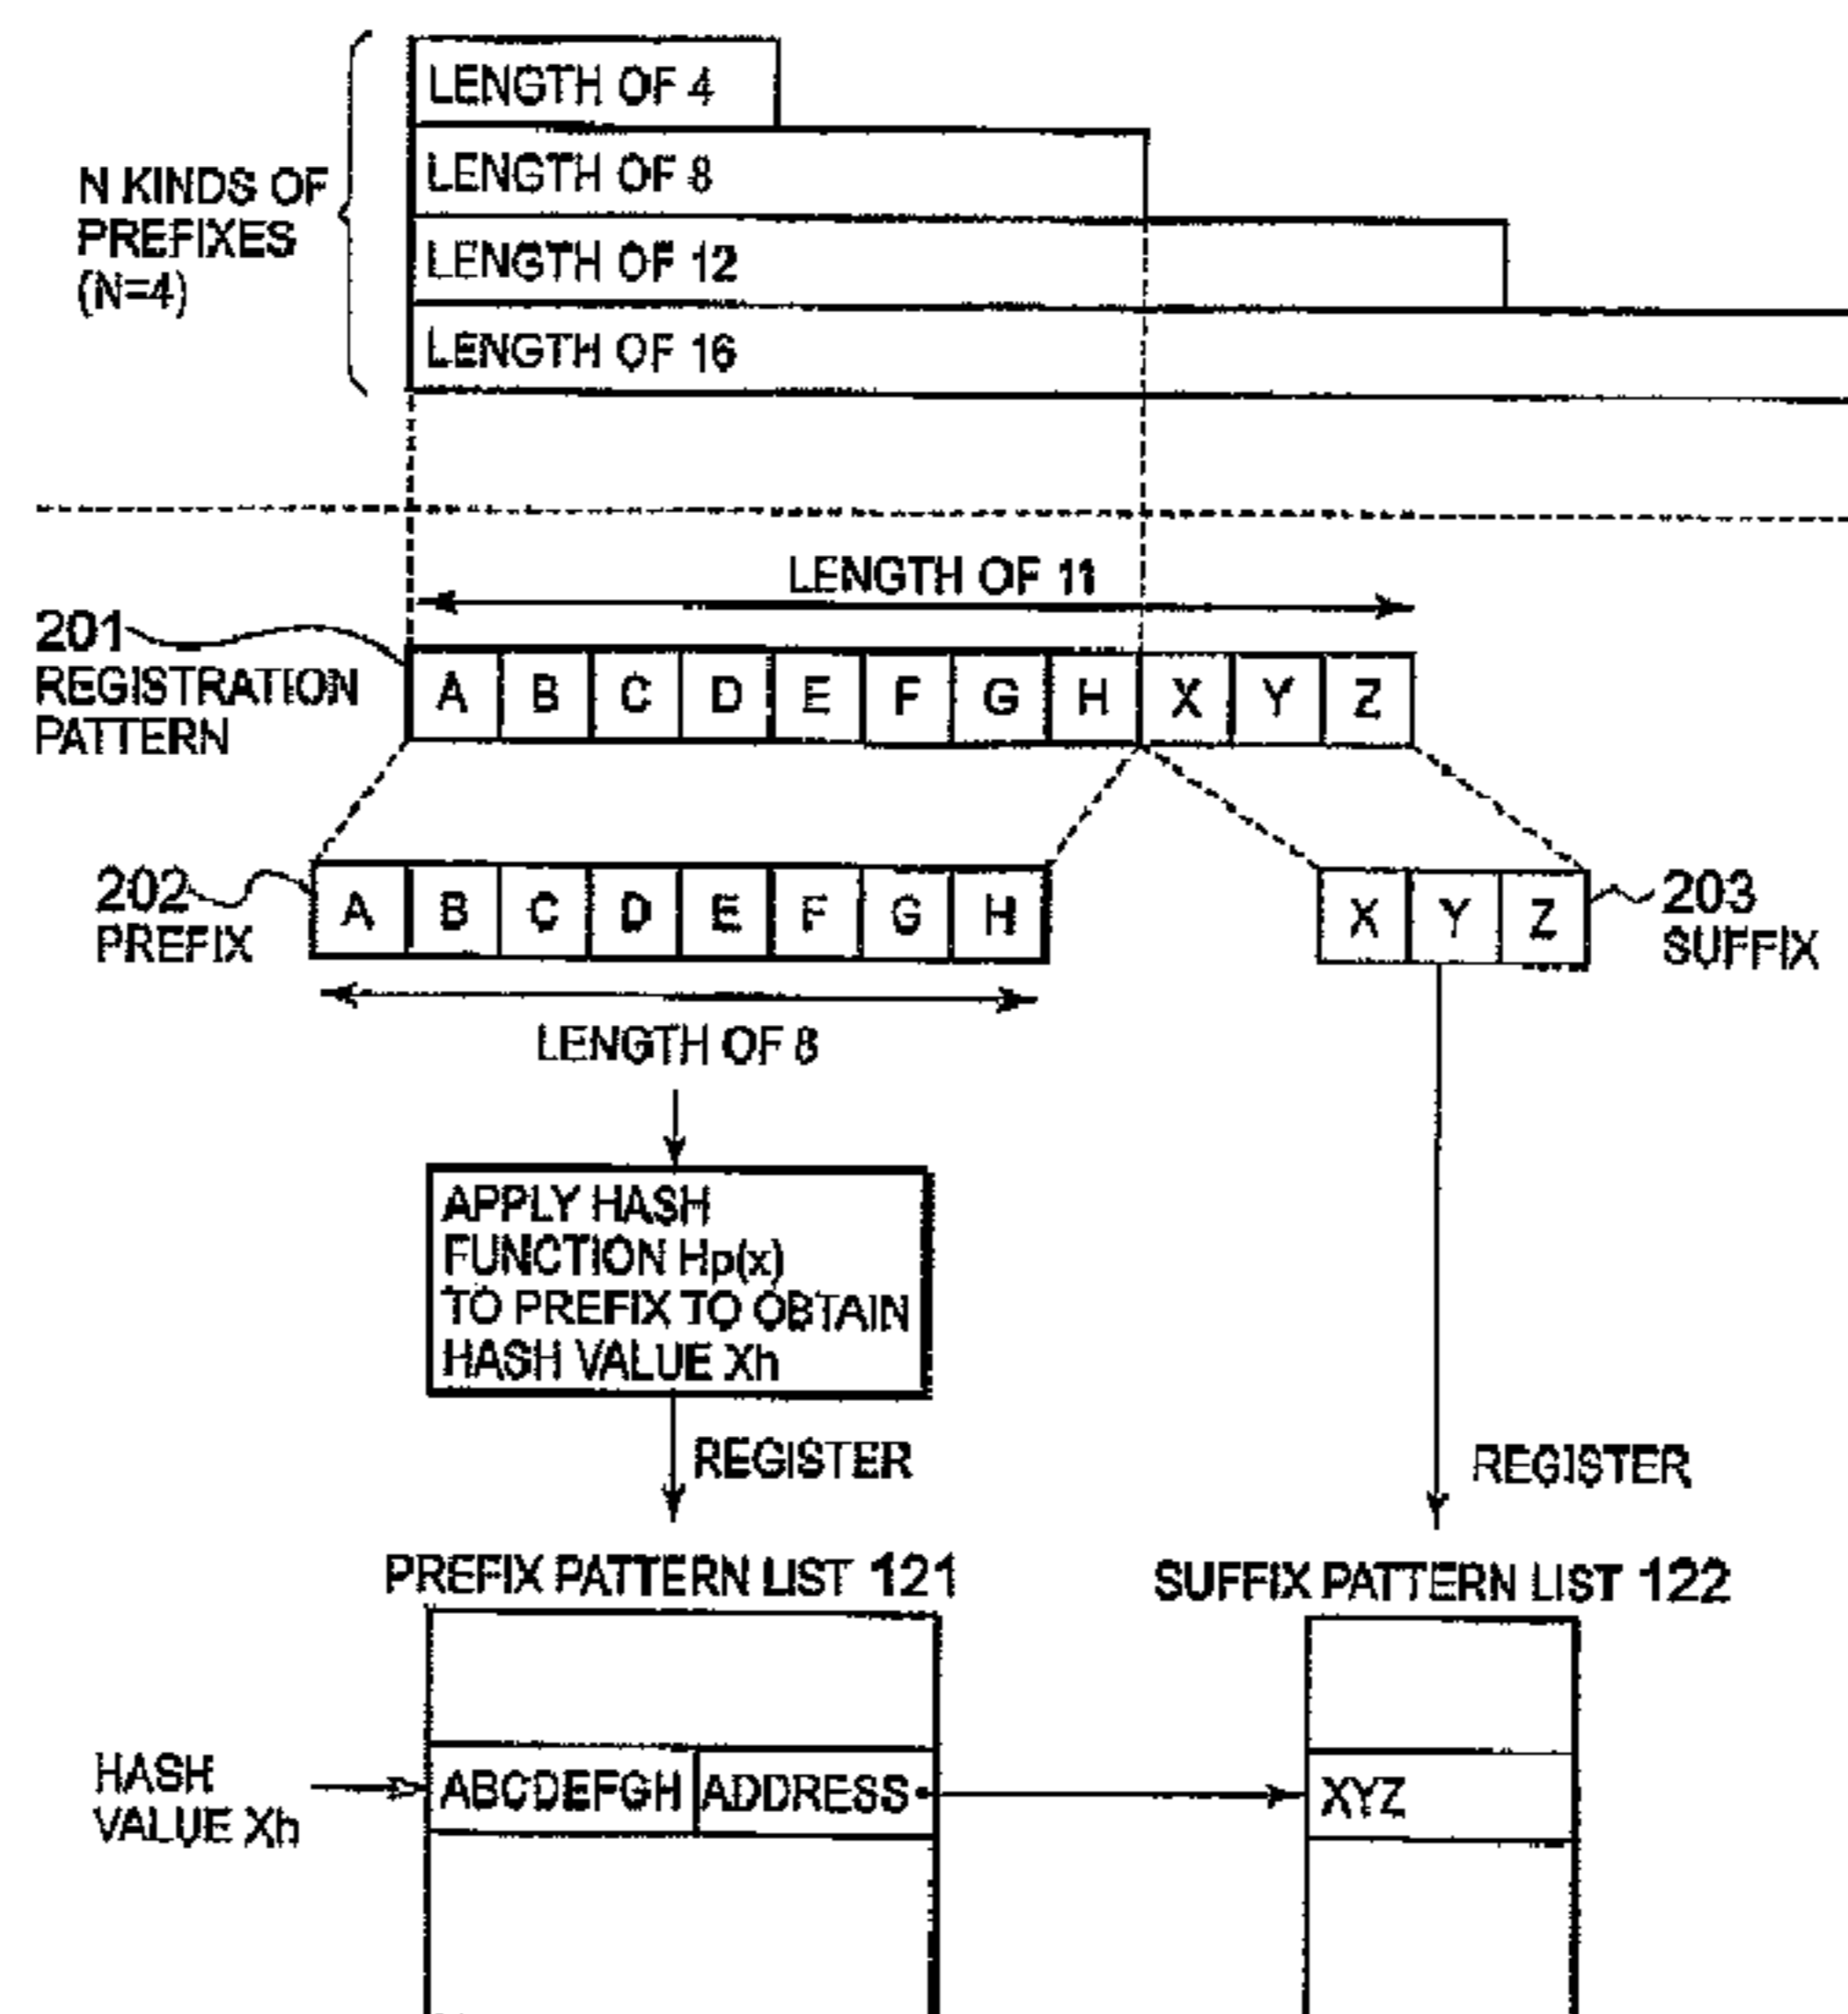 LENGTH OF 4
LENGTH OF 8
LENGTH OF 12
LENGTH OF 16
N KINDS OF
PREFIXES
(N=4)
LENGTH OF 11
201
REGISTRATION
PATTERN
A B C D E F G H X Y Z
202
PREFIX
A B C D E F G H
X Y Z
203
SUFFIX
LENGTH OF 8
APPLY HASH
FUNCTION Hp(x)
TO PREFIX TO OBTAIN
HASH VALUE Xh
REGISTER
REGISTER
PREFIX PATTERN LIST 121
SUFFIX PATTERN LIST 122
HASH
VALUE Xh
ABCDEFGH ADDRESS
XYZ